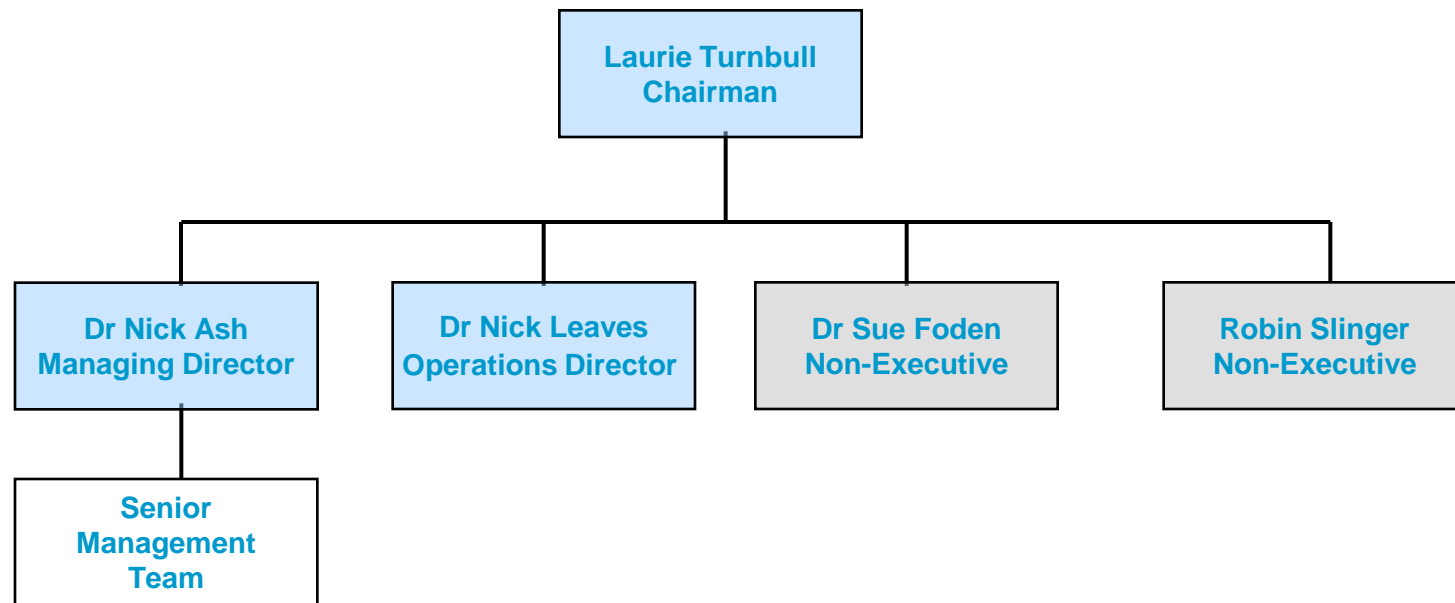 Laurie Turnbull
Chairman
Dr Nick Ash
Managing Director
Dr Nick Leaves
Operations Director
Dr Sue Foden
Non-Executive
Robin Slinger
Non-Executive
Senior
Management
Team